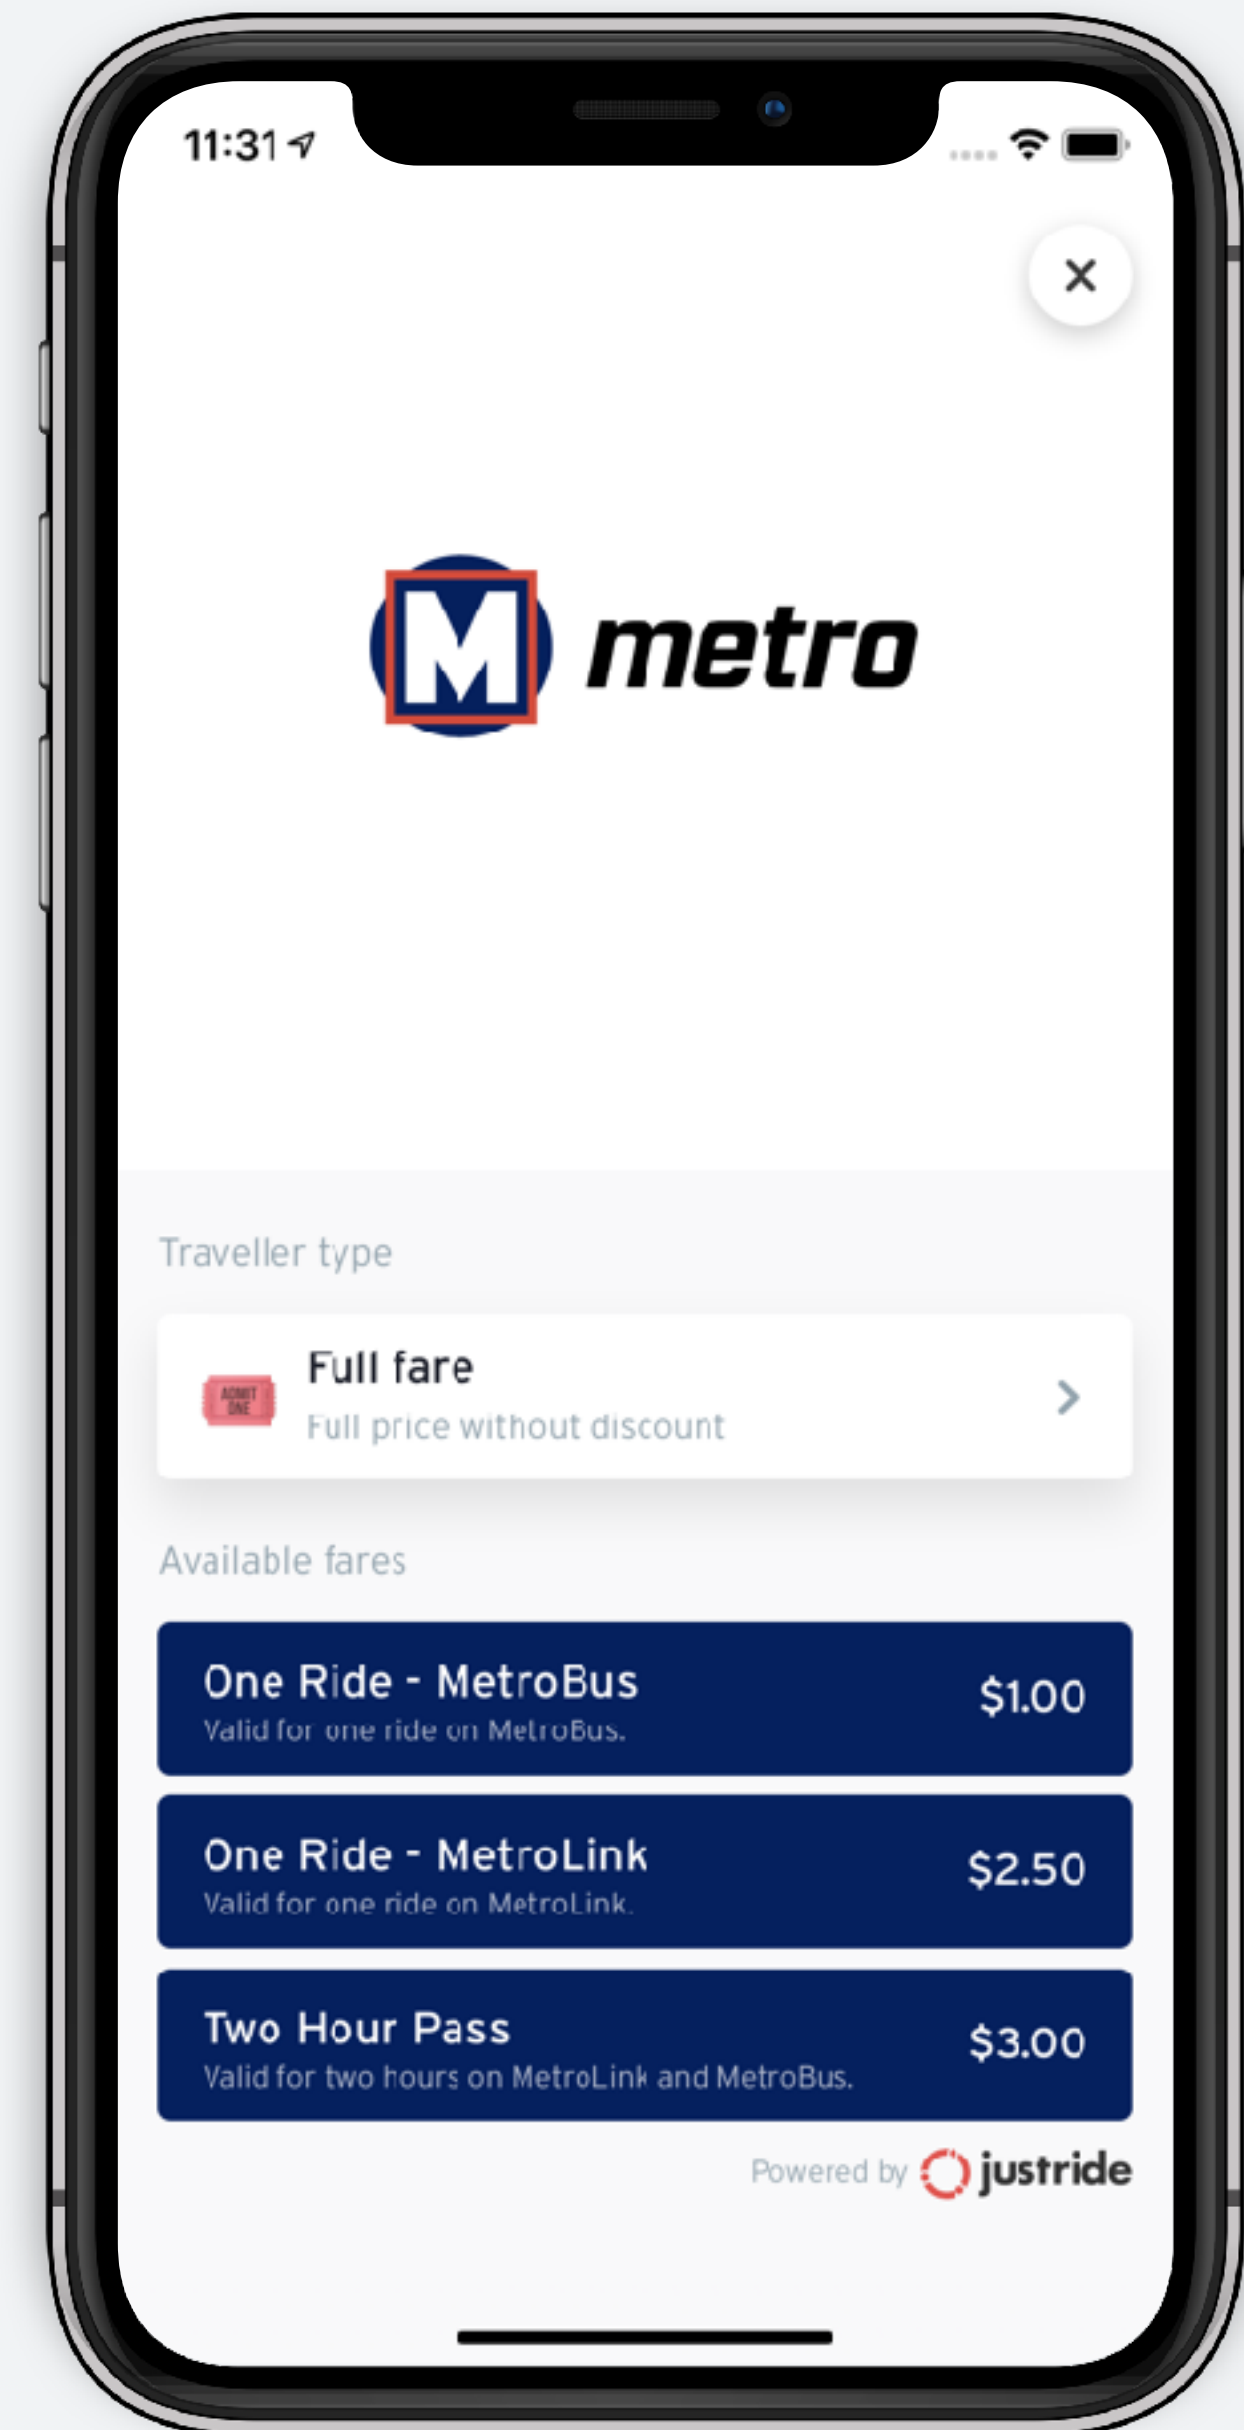 11:31
M metro
Traveller type
ADMIT
ONE
Full fare
Full price without discount
Available fares
One Ride - MetroBus
$1.00
Valid for one ride on MetroBus.
One Ride - MetroLink
$2.50
Valid for one ride on MetroLink.
Two Hour Pass
$3.00
Valid for two hours on MetroLink and MetroBus.
Powered by justride